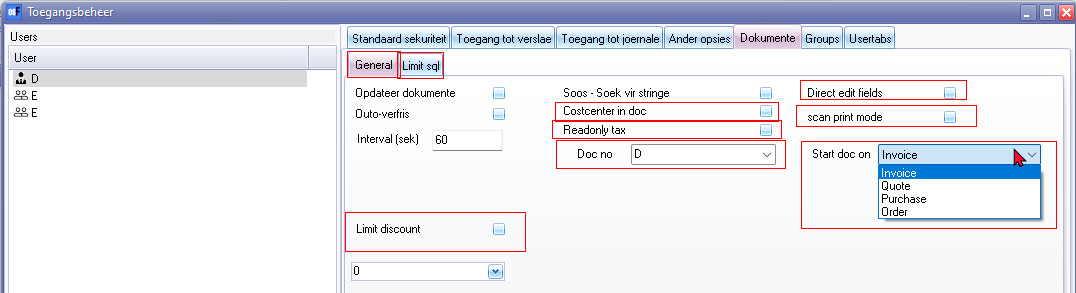 Toegangsbeheer
Users
User
D
E
E
Standaard sekuriteit Toegang tot verslae Toegang tot joernale Ander opsies Dokumente Groups Usertabs
General Limit sql
Opdateer dokumente
Outo-verfris
Interval (sek) 60
Limit discount
0
Soos - Soek vir stringe
Costcenter in doc
Readonly tax
Doc no D
Direct edit fields
scan print mode
Start doc on Invoice
Invoice
Quote
Purchase
Order